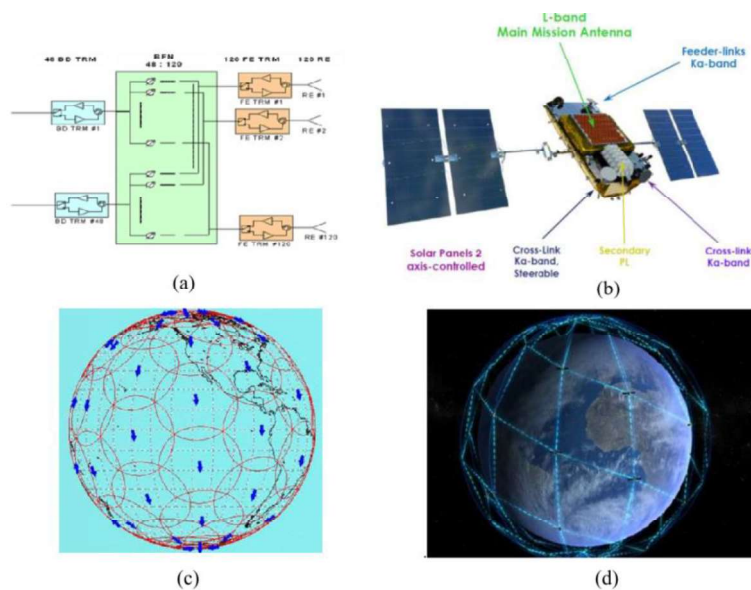 48 BD TRM
BFN
48 : 120
120 FE TRM
120 RE
BD TRM #1
FE TRM #1
RE #1
FE TRM #2
RE #2
BD TRM #48
FE TRM #120
RE #120
(a)
L-band
Main Mission Antenna
Feeder-links
Ka-band
Solar Panels 2
axis-controlled
Cross-Link
Ka-band,
Steerable
Secondary
PL
Cross-link
Ka-band
(b)
(c)
(d)